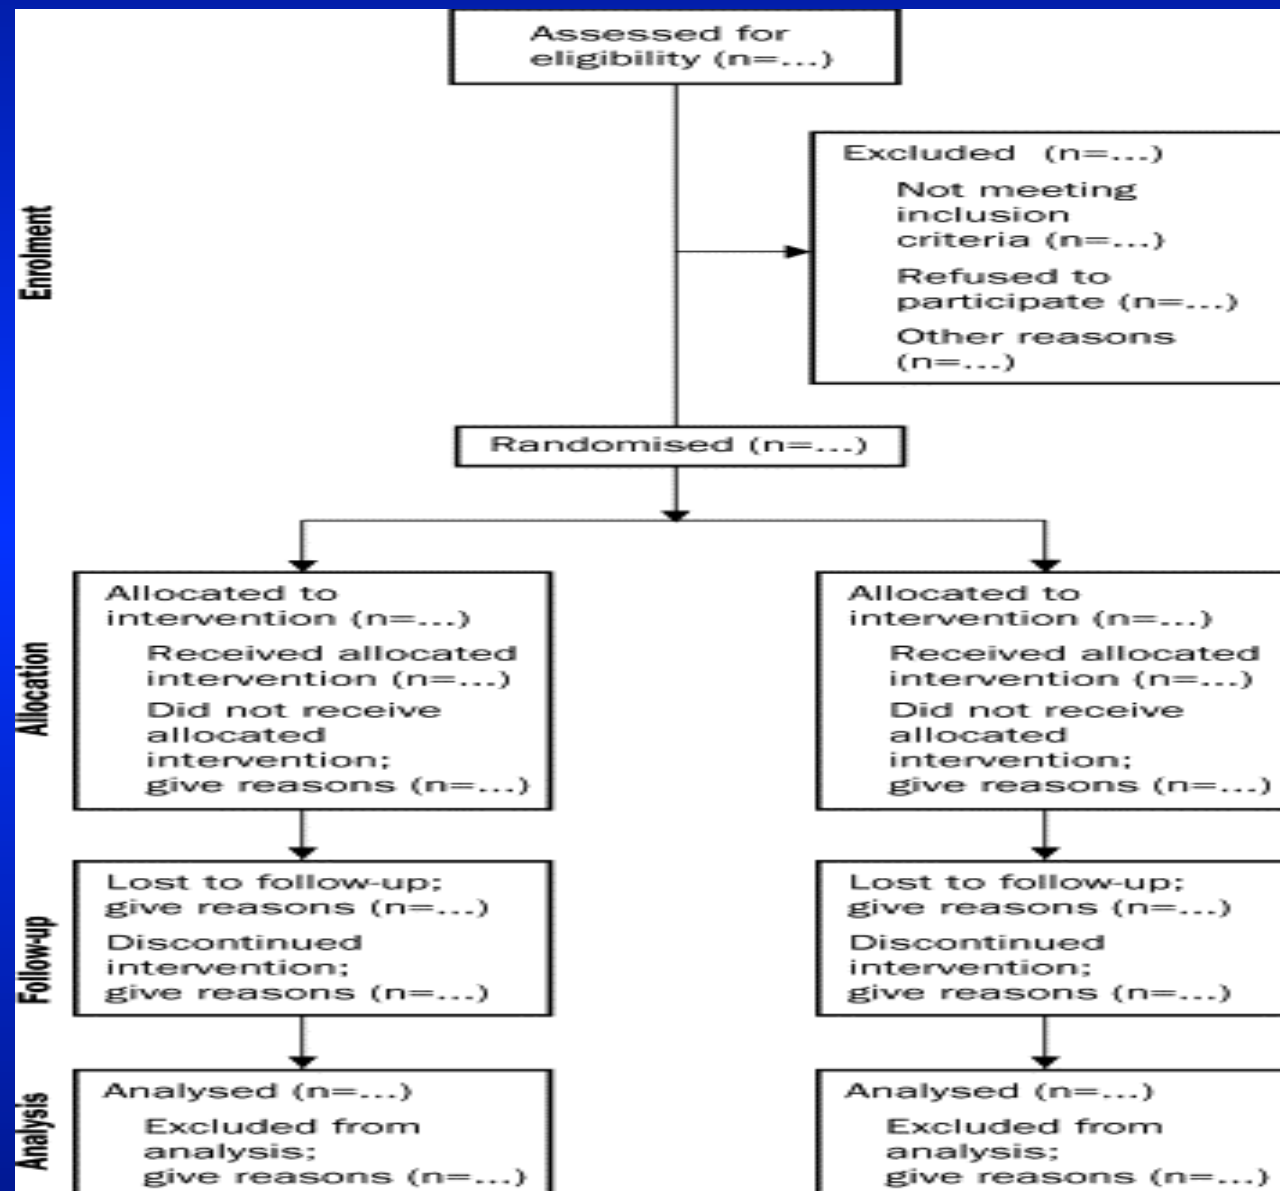 Assessed for
eligibility (n=...)
Enrolment
Excluded (n=...)
Not meeting
inclusion
criteria (n=...)
Refused to
participate (n=...)
Other reasons
(n=...)
Randomised (n=...)
Allocation
Allocated to
intervention (n=...)
Received allocated
intervention (n=...)
Did not receive
allocated
intervention;
give reasons (n=...)
Allocated to
intervention (n=...)
Received allocated
intervention (n=...)
Did not receive
allocated
intervention;
give reasons (n=...)
Follow-up
Lost to follow-up;
give reasons (n=...)
Discontinued
intervention;
give reasons (n=...)
Lost to follow-up;
give reasons (n=...)
Discontinued
intervention;
give reasons (n=...)
Analysis
Analysed (n=...)
Excluded from
analysis;
give reasons (n=...)
Analysed (n=...)
Excluded from
analysis;
give reasons (n=...)